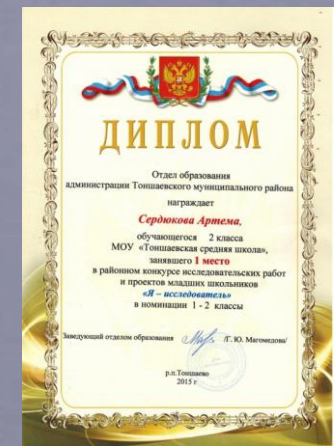 ДИПЛОМ
Отдел образования
администрации Тоншаевского муниципального района
награждает
Сердюкова Артема,
обучающегося 2 класса
МОУ «Тоншаевская средняя школа»,
занявшего 1 место
в районном конкурсе исследовательских работ
и проектов младших школьников
«Я – исследователь»
в номинации 1 - 2 классы
Заведующий отделом образования /Г. Ю. Магомедова/
р.п.Тоншаево
2015 г